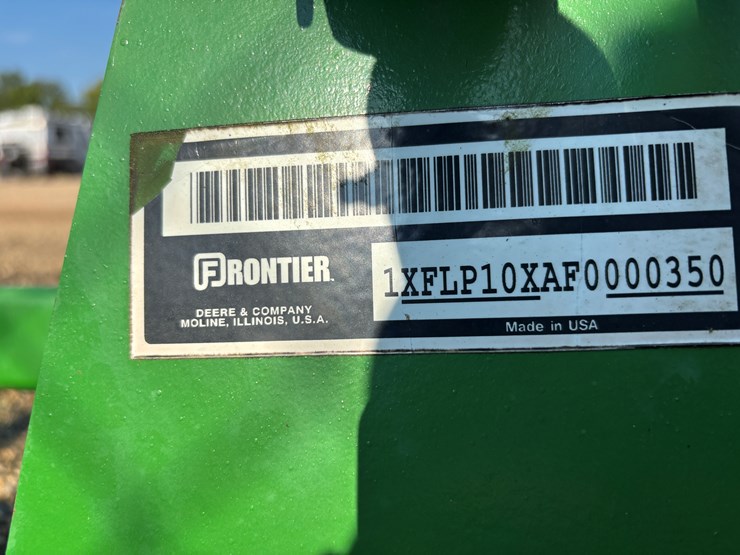 FRONTIER
DEERE & COMPANY
MOLINE, ILLINOIS, U.S.A.
1XFLP10XAF0000350
Made in USA